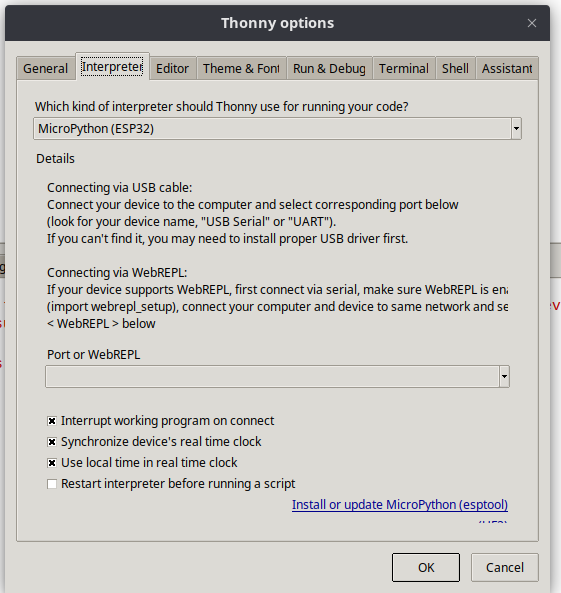 Thonny options
General Interpreter Editor Theme & Font Run & Debug Terminal Shell Assistant
Which kind of interpreter should Thonny use for running your code?
MicroPython (ESP32)
Details
Connecting via USB cable:
Connect your device to the computer and select corresponding port below
(look for your device name, "USB Serial" or "UART").
If you can't find it, you may need to install proper USB driver first.
Connecting via WebREPL:
If your device supports WebREPL, first connect via serial, make sure WebREPL is ena
(import webrepl_setup), connect your computer and device to same network and se
< WebREPL > below
Port or WebREPL
Interrupt working program on connect
Synchronize device's real time clock
Use local time in real time clock
Restart interpreter before running a script
Install or update MicroPython (esptool)
OK Cancel